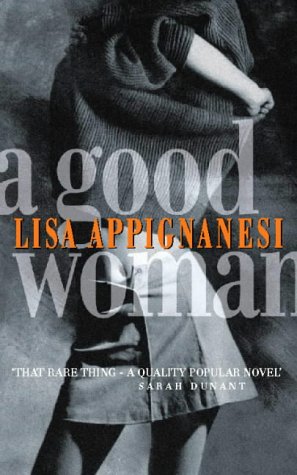 a good
LISA APPIGNANESI
woman
'THAT RARE THING - A QUALITY POPULAR NOVEL'
SARAH DUNANT